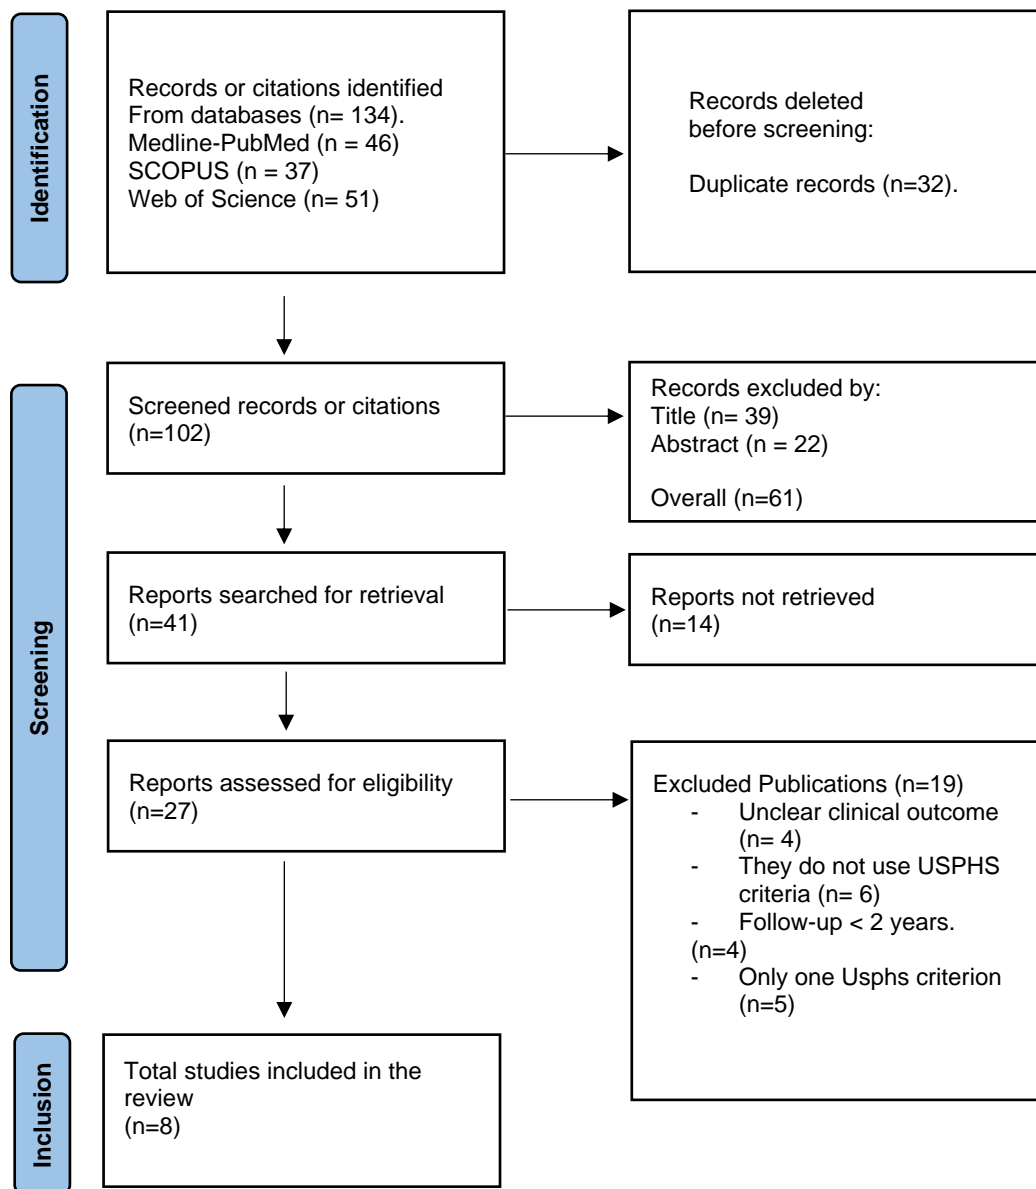 Identification
Records or citations identified
From databases (n= 134).
Medline-PubMed (n = 46)
SCOPUS (n = 37)
Web of Science (n= 51)
Records deleted
before screening:
Duplicate records (n=32).
Screening
Screened records or citations
(n=102)
Records excluded by:
Title (n= 39)
Abstract (n = 22)
Overall (n=61)
Reports searched for retrieval
(n=41)
Reports not retrieved
(n=14)
Reports assessed for eligibility
(n=27)
Excluded Publications (n=19)
- Unclear clinical outcome
(n= 4)
- They do not use USPHS
criteria (n= 6)
- Follow-up < 2 years.
(n=4)
- Only one Usphs criterion
(n=5)
Inclusion
Total studies included in the
review
(n=8)